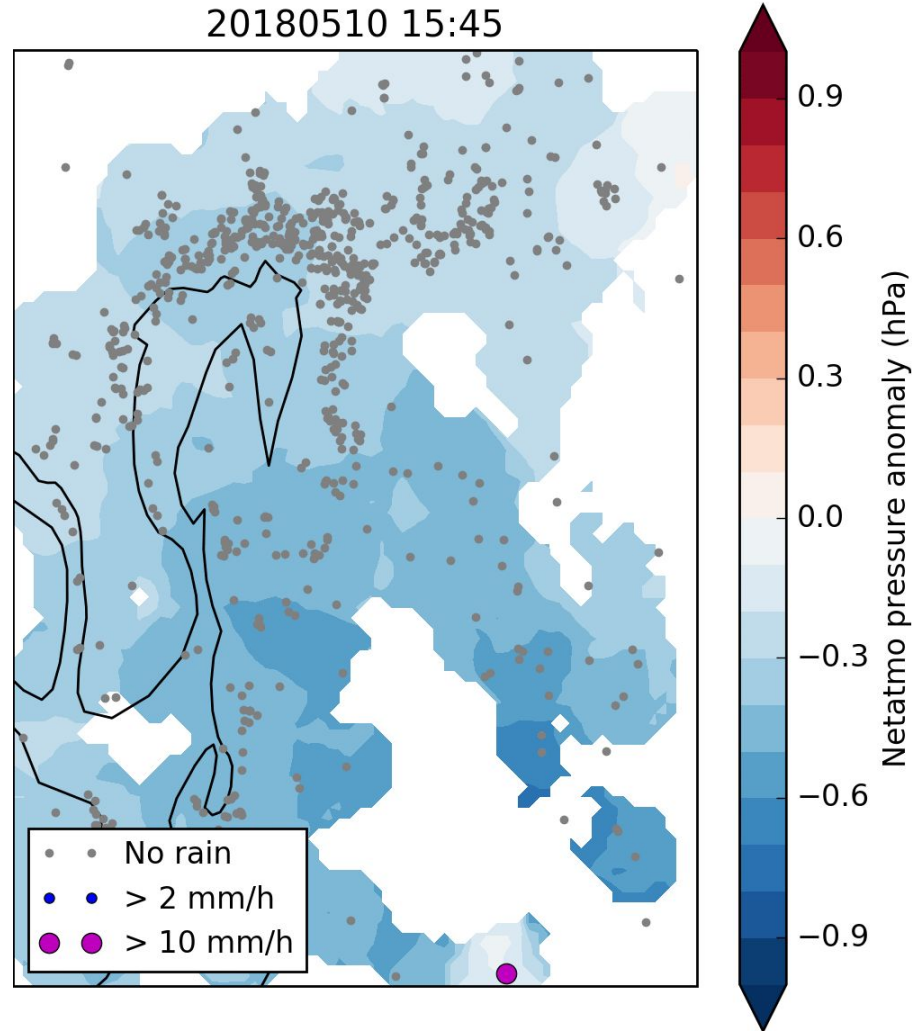 20180510 15:45
0.9
0.6
0.3
0.0
−0.3
−0.6
−0.9
Netatmo pressure anomaly (hPa)
No rain
> 2 mm/h
> 10 mm/h